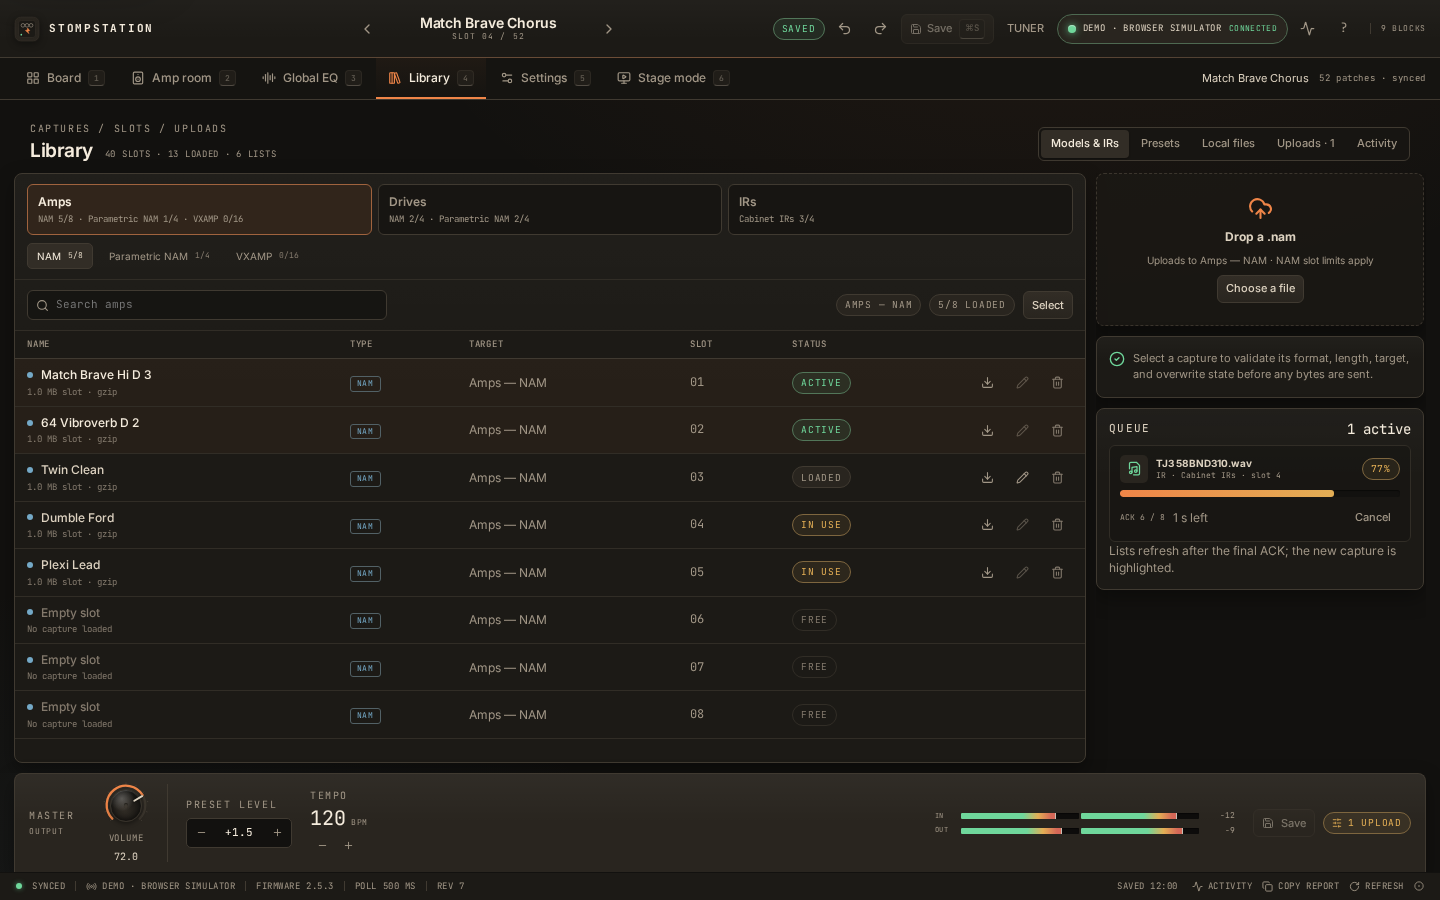 STOMPSTATION
Match Brave Chorus
SLOT 04 / 52
SAVED
Save ⌘S
TUNER
DEMO · BROWSER SIMULATOR CONNECTED
?
9 BLOCKS
Board 1
Amp room 2
Global EQ 3
Library 4
Settings 5
Stage mode 6
Match Brave Chorus 52 patches · synced
CAPTURES / SLOTS / UPLOADS
Library 40 SLOTS · 13 LOADED · 6 LISTS
Models & IRs
Presets
Local files
Uploads · 1
Activity
Amps
NAM 5/8 · Parametric NAM 1/4 · VXAMP 0/16
Drives
NAM 2/4 · Parametric NAM 2/4
IRs
Cabinet IRs 3/4
NAM 5/8
Parametric NAM 1/4
VXAMP 0/16
Search amps
AMPS — NAM
5/8 LOADED
Select
NAME TYPE TARGET SLOT STATUS
Match Brave Hi D 3
1.0 MB slot · gzip
NAM Amps — NAM 01 ACTIVE
64 Vibroverb D 2
1.0 MB slot · gzip
NAM Amps — NAM 02 ACTIVE
Twin Clean
1.0 MB slot · gzip
NAM Amps — NAM 03 LOADED
Dumble Ford
1.0 MB slot · gzip
NAM Amps — NAM 04 IN USE
Plexi Lead
1.0 MB slot · gzip
NAM Amps — NAM 05 IN USE
Empty slot
No capture loaded
NAM Amps — NAM 06 FREE
Empty slot
No capture loaded
NAM Amps — NAM 07 FREE
Empty slot
No capture loaded
NAM Amps — NAM 08 FREE
Drop a .nam
Uploads to Amps — NAM · NAM slot limits apply
Choose a file
Select a capture to validate its format, length, target,
and overwrite state before any bytes are sent.
QUEUE 1 active
TJ358BND310.wav
IR · Cabinet IRs · slot 4
77%
ACK 6 / 8 1 s left
Cancel
Lists refresh after the final ACK; the new capture is
highlighted.
MASTER
OUTPUT
VOLUME
72.0
PRESET LEVEL
− +1.5 +
TEMPO
120 BPM
− +
IN -12
OUT -9
Save
1 UPLOAD
SYNCED
DEMO · BROWSER SIMULATOR
FIRMWARE 2.5.3
POLL 500 MS
REV 7
SAVED 12:00
ACTIVITY
COPY REPORT
REFRESH